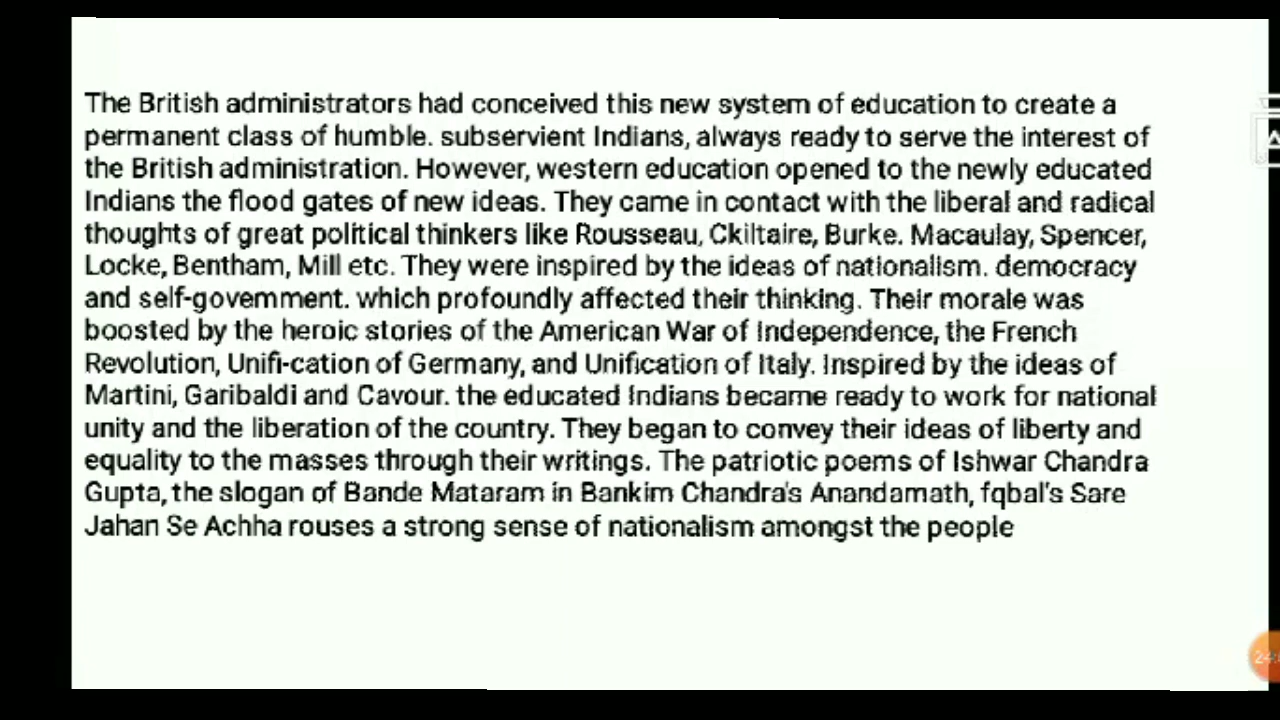 The British administrators had conceived this new system of education to create a
permanent class of humble. subservient Indians, always ready to serve the interest of
the British administration. However, western education opened to the newly educated
Indians the flood gates of new ideas. They came in contact with the liberal and radical
thoughts of great political thinkers like Rousseau, Ckiltaire, Burke. Macaulay, Spencer,
Locke, Bentham, Mill etc. They were inspired by the ideas of nationalism. democracy
and self-govemment. which profoundly affected their thinking. Their morale was
boosted by the heroic stories of the American War of Independence, the French
Revolution, Unifi-cation of Germany, and Unification of Italy. Inspired by the ideas of
Martini, Garibaldi and Cavour. the educated Indians became ready to work for national
unity and the liberation of the country. They began to convey their ideas of liberty and
equality to the masses through their writings. The patriotic poems of Ishwar Chandra
Gupta, the slogan of Bande Mataram in Bankim Chandra's Anandamath, fqbal's Sare
Jahan Se Achha rouses a strong sense of nationalism amongst the people